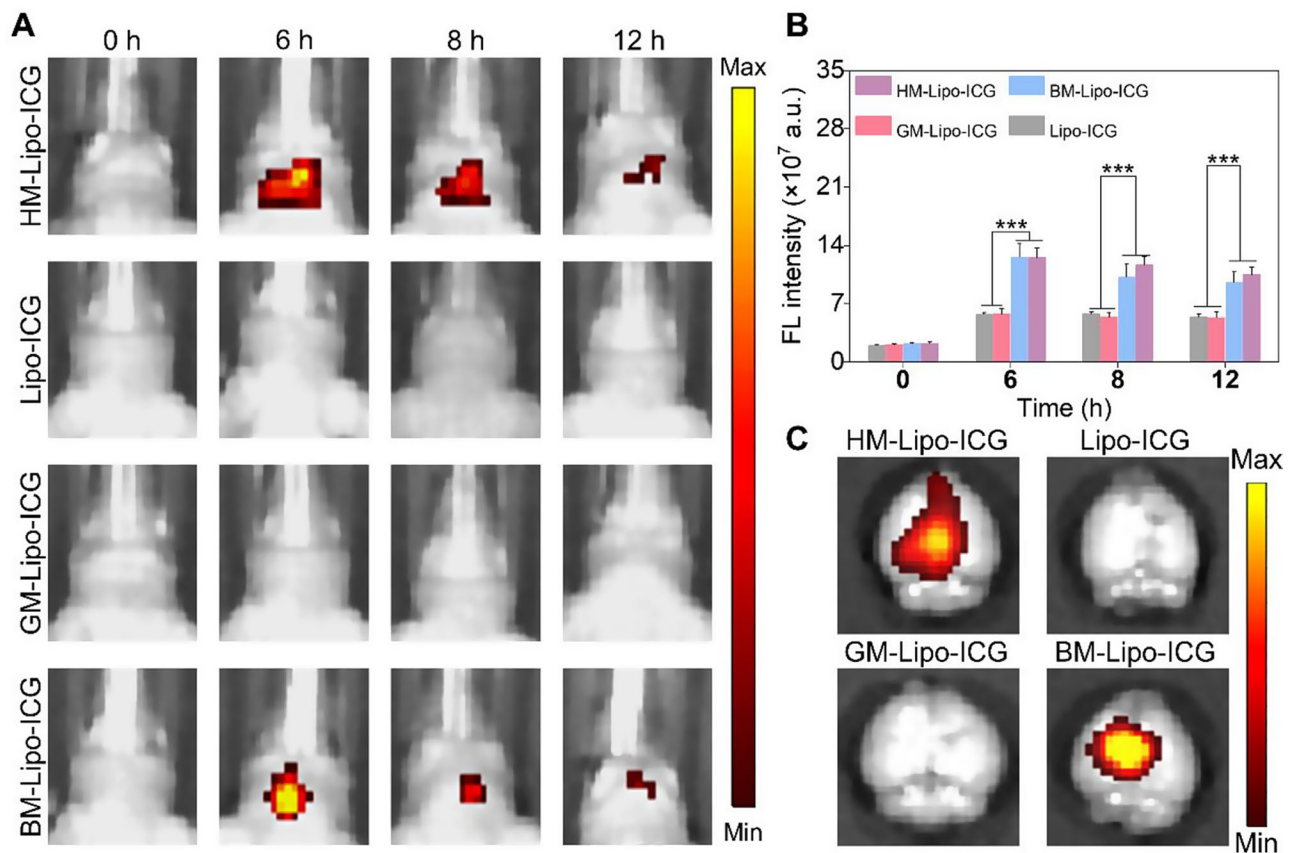 A
0 h 6 h 8 h 12 h
HM-Lipo-ICG
Lipo-ICG
GM-Lipo-ICG
BM-Lipo-ICG
Max
Min
B
FL intensity (×10⁷ a.u.)
35
28
21
14
7
0
HM-Lipo-ICG BM-Lipo-ICG
GM-Lipo-ICG Lipo-ICG
*** *** ***
0 6 8 12
Time (h)
C
HM-Lipo-ICG Lipo-ICG
GM-Lipo-ICG BM-Lipo-ICG
Max
Min